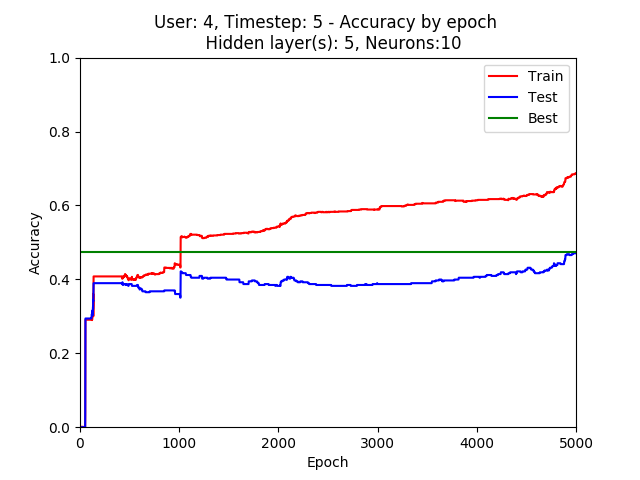 User: 4, Timestep: 5 - Accuracy by epoch
Hidden layer(s): 5, Neurons:10
1.0
0.8
0.6
0.4
0.2
0.0
Accuracy
Train
Test
Best
0
1000
2000
3000
4000
5000
Epoch